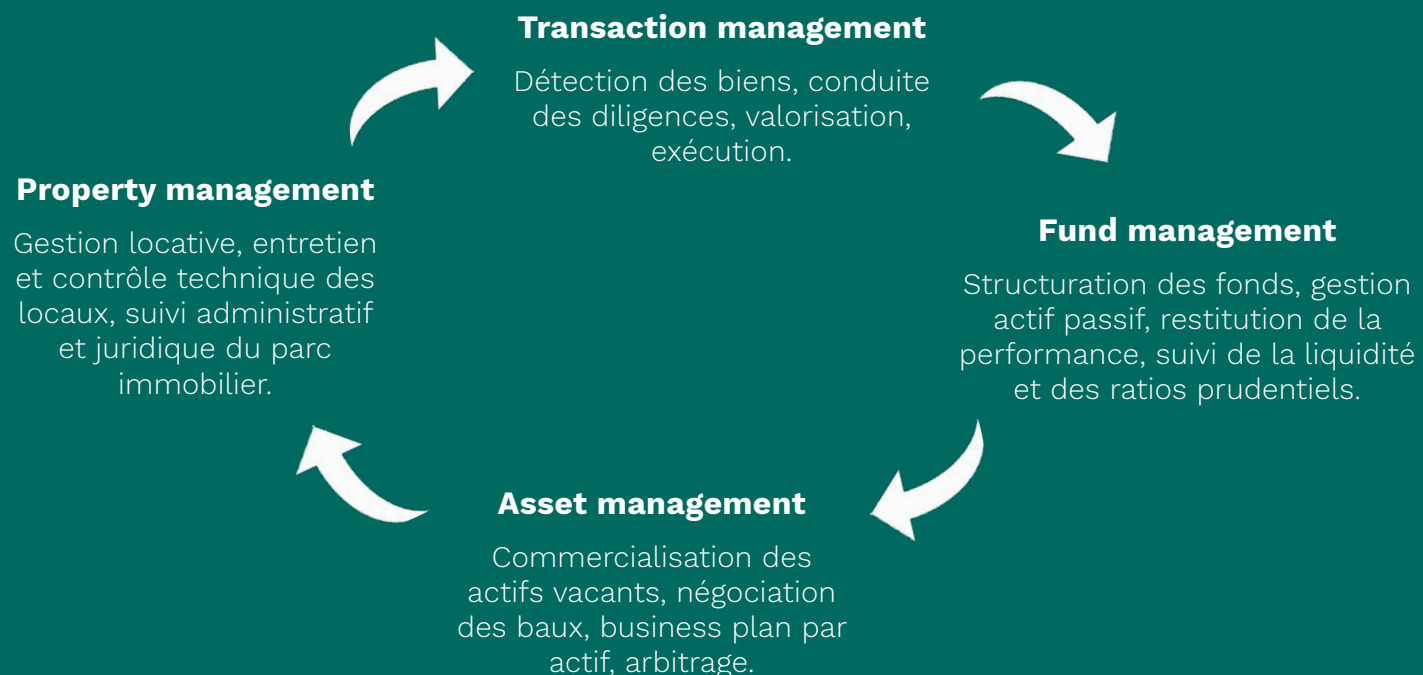 Transaction management
Détection des biens, conduite
des diligences, valorisation,
exécution.
Fund management
Structuration des fonds, gestion
actif passif, restitution de la
performance, suivi de la liquidité
et des ratios prudentiels.
Asset management
Commercialisation des
actifs vacants, négociation
des baux, business plan par
actif, arbitrage.
Property management
Gestion locative, entretien
et contrôle technique des
locaux, suivi administratif
et juridique du parc
immobilier.